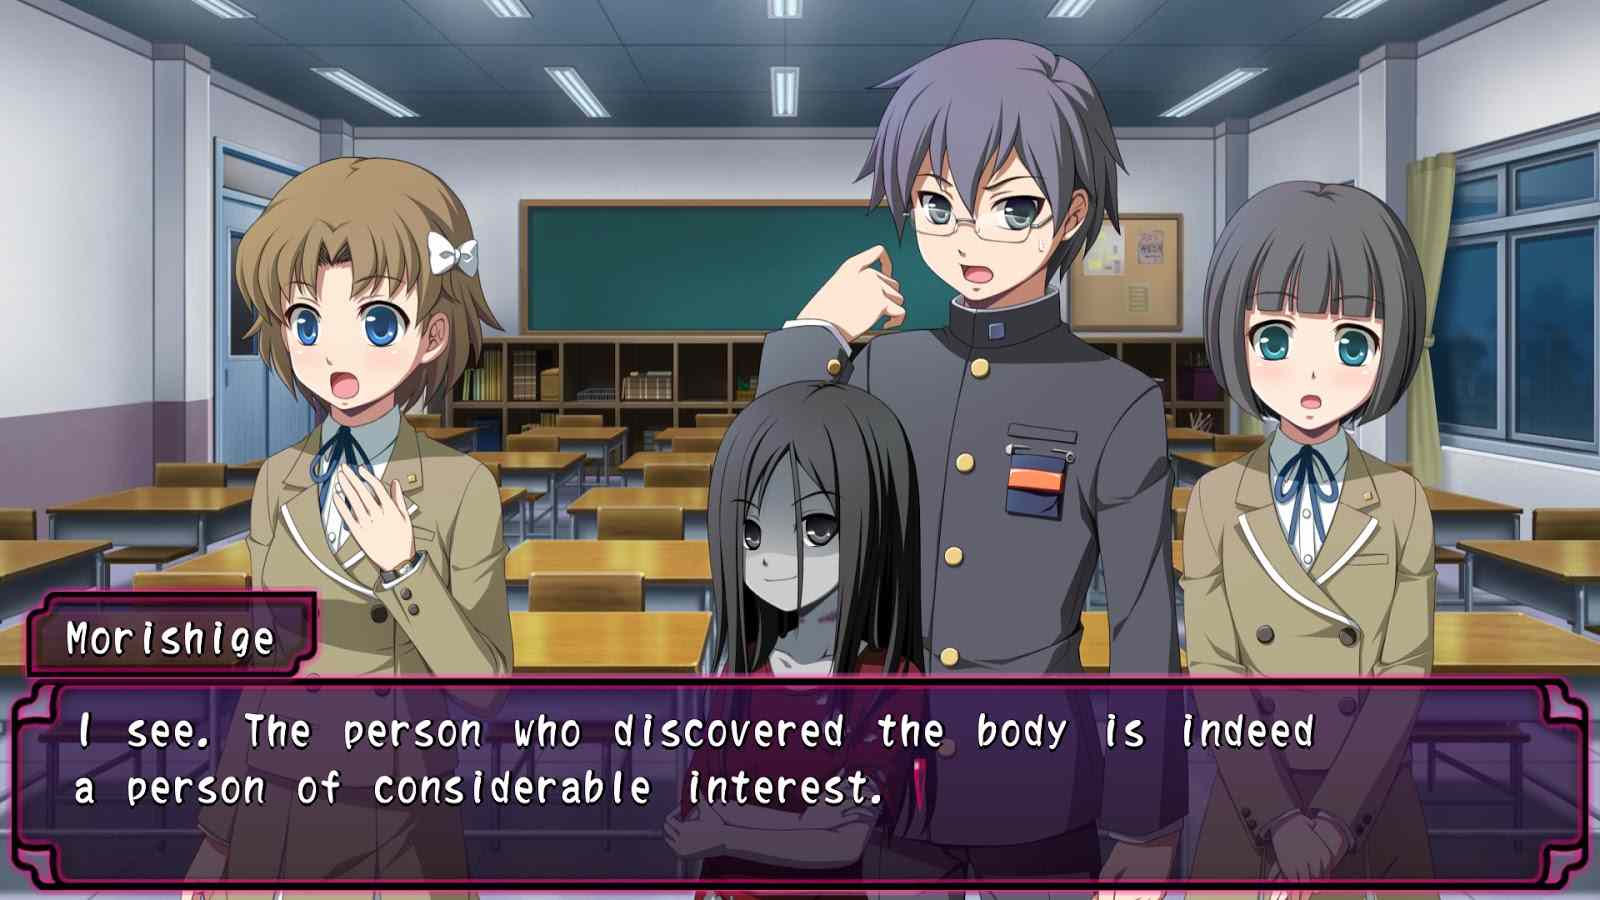 Morishige
I see. The person who discovered the body is indeed
a person of considerable interest.